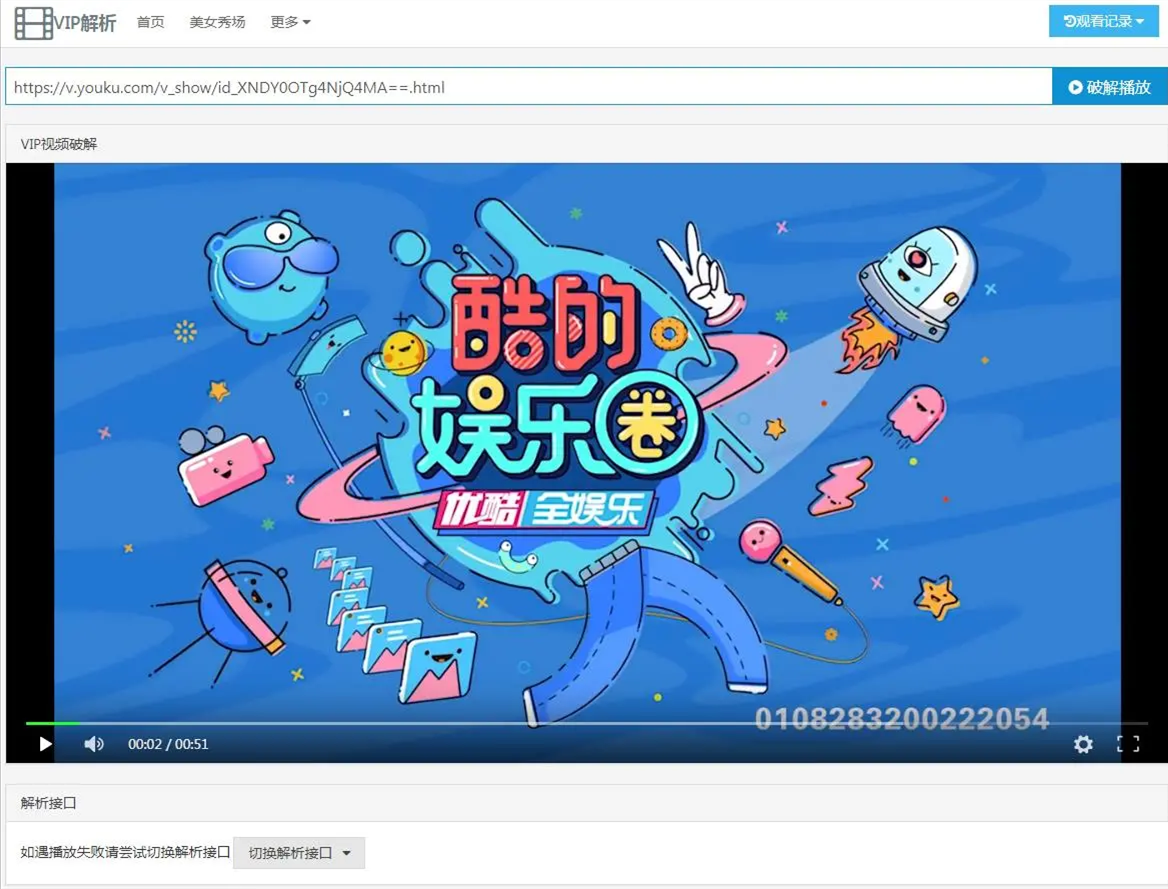 VIP解析 首页 美女秀场 更多 观看记录
https://v.youku.com/v_show/id_XNDY0OTg4NjQ4MA==.html 破解播放
VIP视频破解
酷的
娱乐圈
优酷 全娱乐
0108283200222054
00:02 / 00:51
解析接口
如遇播放失败请尝试切换解析接口 切换解析接口